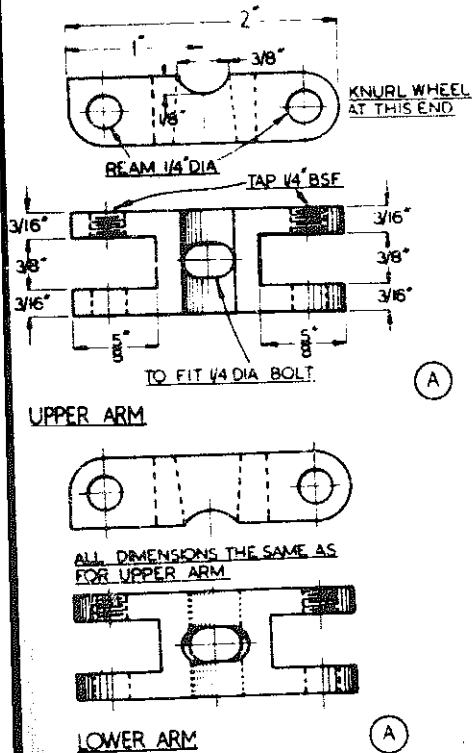 2"
1"
3/8"
KNURL WHEEL
AT THIS END
1/8"
REAM 1/4" DIA
TAP 1/4" BSF
3/16"
3/16"
3/8"
3/8"
3/16"
3/16"
5/8"
5/8"
TO FIT 1/4 DIA BOLT
A
UPPER ARM
ALL DIMENSIONS THE SAME AS
FOR UPPER ARM
LOWER ARM
A